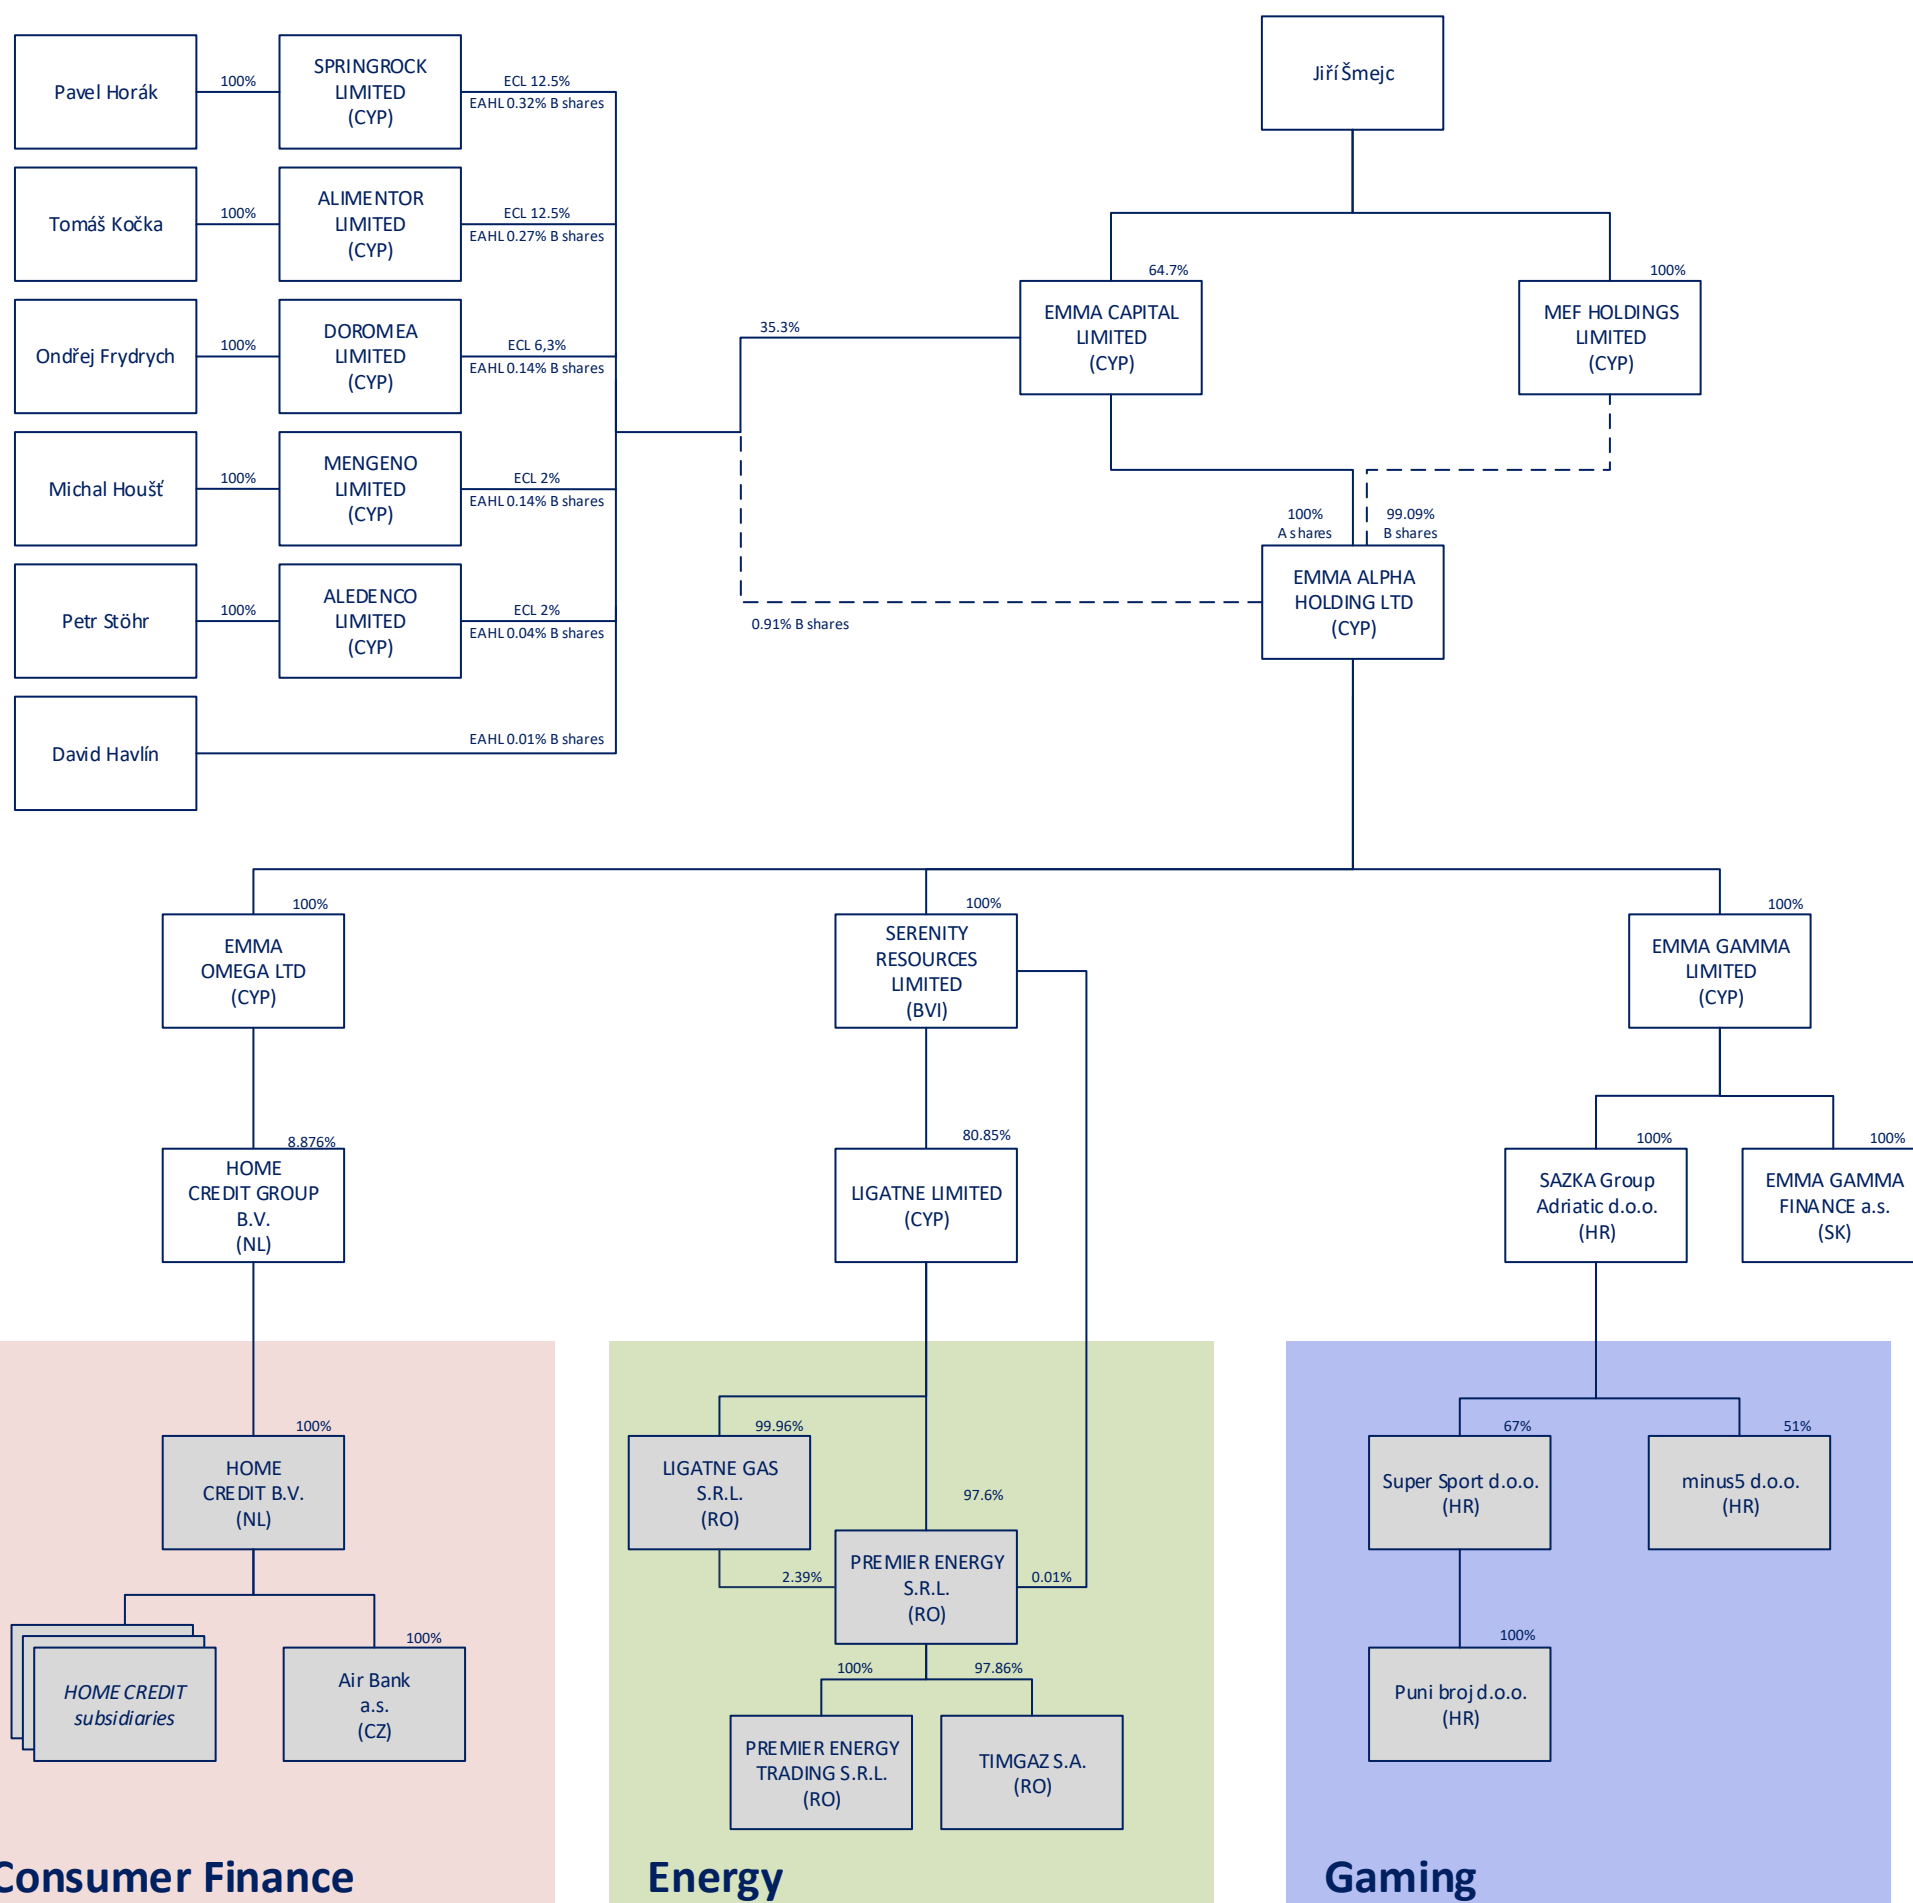 Jiří Šmejc
Pavel Horák
100%
SPRINGROCK
LIMITED
(CYP)
ECL 12.5%
EAHL 0.32% B shares
Tomáš Kočka
100%
ALIMENTOR
LIMITED
(CYP)
ECL 12.5%
EAHL 0.27% B shares
Ondřej Frydrych
100%
DOROMEA
LIMITED
(CYP)
ECL 6,3%
EAHL 0.14% B shares
Michal Houšť
100%
MENGENO
LIMITED
(CYP)
ECL 2%
EAHL 0.14% B shares
Petr Stöhr
100%
ALEDENCO
LIMITED
(CYP)
ECL 2%
EAHL 0.04% B shares
David Havlín
EAHL 0.01% B shares
35.3%
0.91% B shares
64.7%
EMMA CAPITAL
LIMITED
(CYP)
100%
MEF HOLDINGS
LIMITED
(CYP)
100%
A shares
99.09%
B shares
EMMA ALPHA
HOLDING LTD
(CYP)
100%
EMMA
OMEGA LTD
(CYP)
100%
SERENITY
RESOURCES
LIMITED
(BVI)
100%
EMMA GAMMA
LIMITED
(CYP)
8.876%
HOME
CREDIT GROUP
B.V.
(NL)
80.85%
LIGATNE LIMITED
(CYP)
100%
SAZKA Group
Adriatic d.o.o.
(HR)
100%
EMMA GAMMA
FINANCE a.s.
(SK)
100%
HOME
CREDIT B.V.
(NL)
HOME CREDIT
subsidiaries
100%
Air Bank
a.s.
(CZ)
Consumer Finance
99.96%
LIGATNE GAS
S.R.L.
(RO)
97.6%
2.39%
PREMIER ENERGY
S.R.L.
(RO)
0.01%
100%
PREMIER ENERGY
TRADING S.R.L.
(RO)
97.86%
TIMGAZ S.A.
(RO)
Energy
67%
Super Sport d.o.o.
(HR)
51%
minus5 d.o.o.
(HR)
100%
Puni broj d.o.o.
(HR)
Gaming